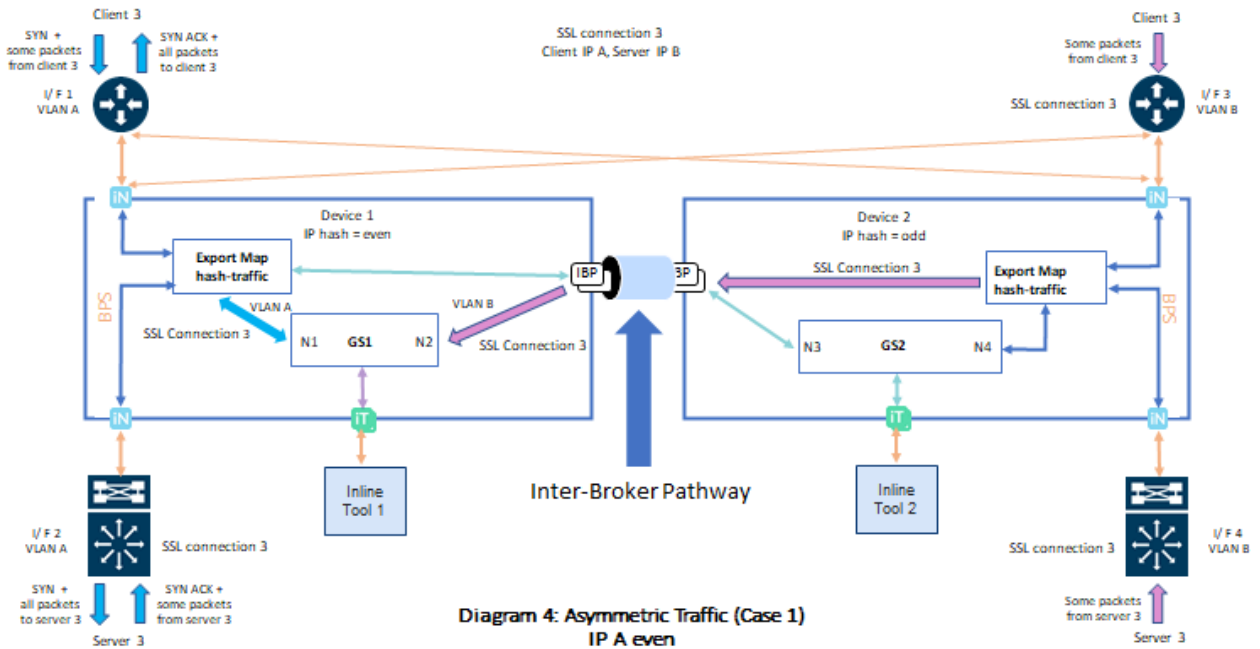 Client 3
SYN +
some packets
from client 3
SYN ACK +
all packets
to client 3
SSL connection 3
Client IP A, Server IP B
Client 3
Some packets
from client 3
I/F 1
VLAN A
SSL connection 3
I/F 3
VLAN B
iN
iN
Device 1
IP hash = even
Device 2
IP hash = odd
Export Map
hash-traffic
IBP
BP
SSL Connection 3
Export Map
hash-traffic
BPS
VLAN A
VLAN B
SSL Connection 3
N1 GS1 N2
SSL Connection 3
N3 GS2 N4
BPS
iN
iT
iT
iN
Inline
Tool 1
Inter-Broker Pathway
Inline
Tool 2
I/F 2
VLAN A
SSL connection 3
SSL connection 3
I/F 4
VLAN B
SYN +
all packets
to server 3
SYN ACK +
some packets
from server 3
Some packets
from server 3
Server 3
Server 3
Diagram 4: Asymmetric Traffic (Case 1)
IP A even